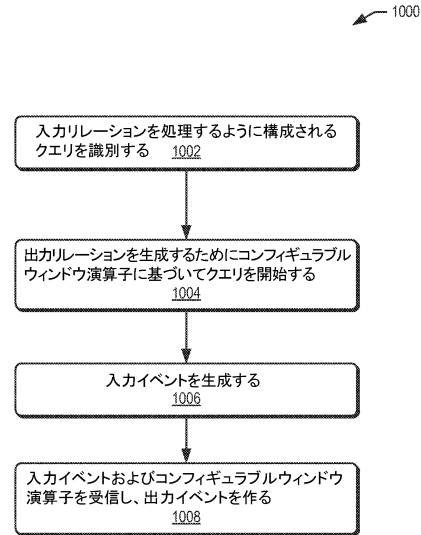 1000
入力リレーションを処理するように構成される
クエリを識別する 1002
出力リレーションを生成するためにコンフィギュラブル
ウィンドウ演算子に基づいてクエリを開始する
1004
入力イベントを生成する
1006
入力イベントおよびコンフィギュラブルウィンドウ
演算子を受信し、出力イベントを作る
1008